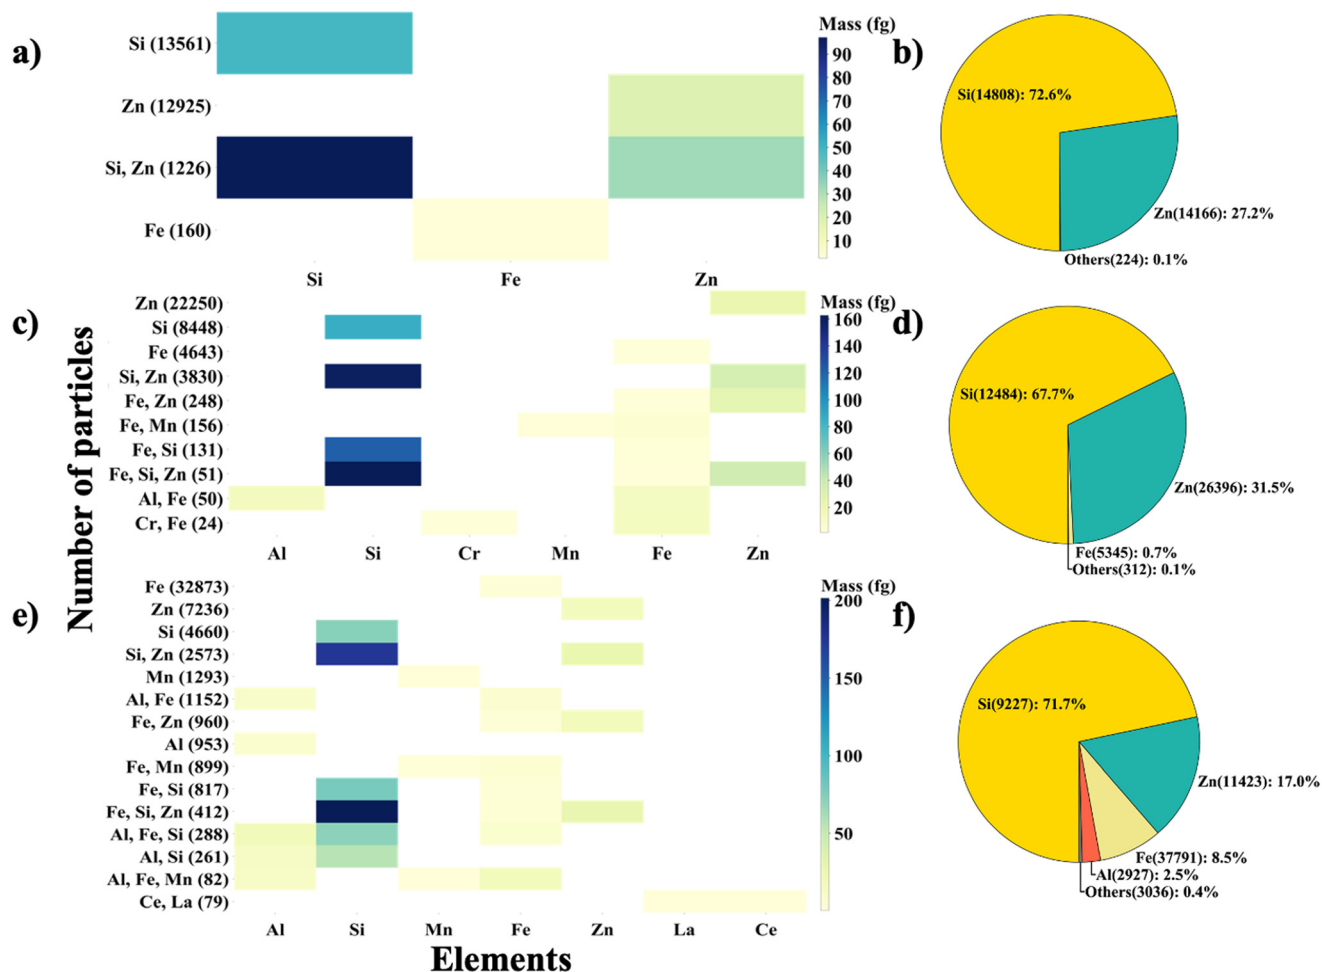 a)
Mass (fg)
Si (13561)
Zn (12925)
Si, Zn (1226)
Fe (160)
90
80
70
60
50
40
30
20
10
Si
Fe
Zn
b)
Si(14808): 72.6%
Zn(14166): 27.2%
Others(224): 0.1%
Number of particles
c)
Mass (fg)
Zn (22250)
Si (8448)
Fe (4643)
Si, Zn (3830)
Fe, Zn (248)
Fe, Mn (156)
Fe, Si (131)
Fe, Si, Zn (51)
Al, Fe (50)
Cr, Fe (24)
160
140
120
100
80
60
40
20
Al
Si
Cr
Mn
Fe
Zn
d)
Si(12484): 67.7%
Zn(26396): 31.5%
Fe(5345): 0.7%
Others(312): 0.1%
e)
Mass (fg)
Fe (32873)
Zn (7236)
Si (4660)
Si, Zn (2573)
Mn (1293)
Al, Fe (1152)
Fe, Zn (960)
Al (953)
Fe, Mn (899)
Fe, Si (817)
Fe, Si, Zn (412)
Al, Fe, Si (288)
Al, Si (261)
Al, Fe, Mn (82)
Ce, La (79)
200
150
100
50
Al
Si
Mn
Fe
Zn
La
Ce
Elements
f)
Si(9227): 71.7%
Zn(11423): 17.0%
Fe(37791): 8.5%
Al(2927): 2.5%
Others(3036): 0.4%